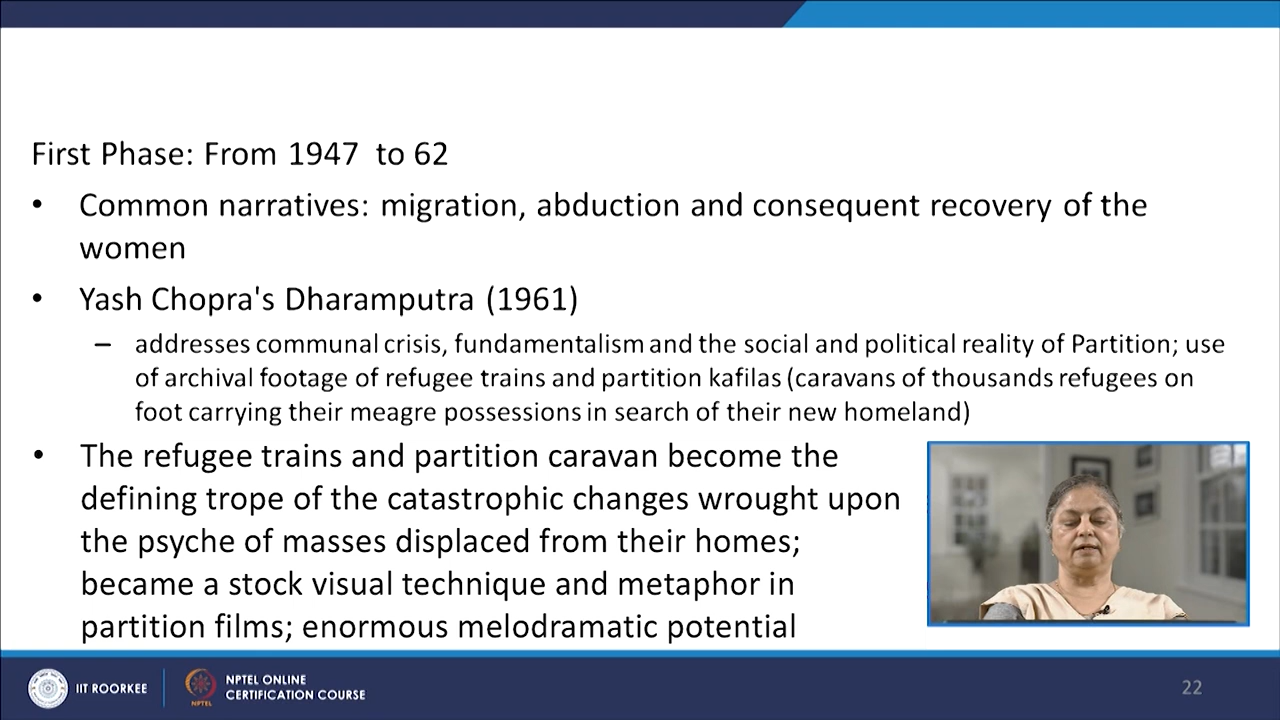 First Phase: From 1947 to 62
• Common narratives: migration, abduction and consequent recovery of the
women
• Yash Chopra's Dharamputra (1961)
– addresses communal crisis, fundamentalism and the social and political reality of Partition; use
of archival footage of refugee trains and partition kafilas (caravans of thousands refugees on
foot carrying their meagre possessions in search of their new homeland)
• The refugee trains and partition caravan become the
defining trope of the catastrophic changes wrought upon
the psyche of masses displaced from their homes;
became a stock visual technique and metaphor in
partition films; enormous melodramatic potential
IIT ROORKEE
NPTEL
NPTEL ONLINE
CERTIFICATION COURSE
22